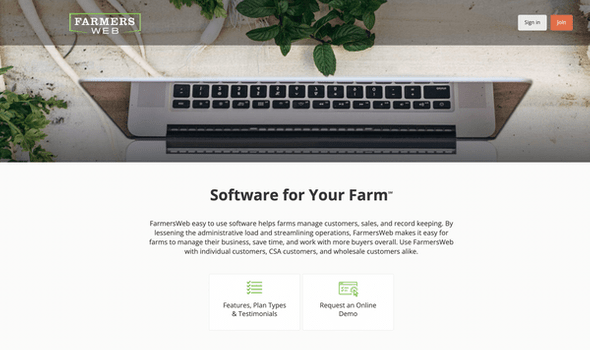 FARMERS
WEB
Sign in
Join
Software for Your Farm℠
FarmersWeb easy to use software helps farms manage customers, sales, and record keeping. By
lessening the administrative load and streamlining operations, FarmersWeb makes it easy for
farms to manage their business, save time, and work with more buyers overall. Use FarmersWeb
with individual customers, CSA customers, and wholesale customers alike.
Features, Plan Types
& Testimonials
Request an Online
Demo